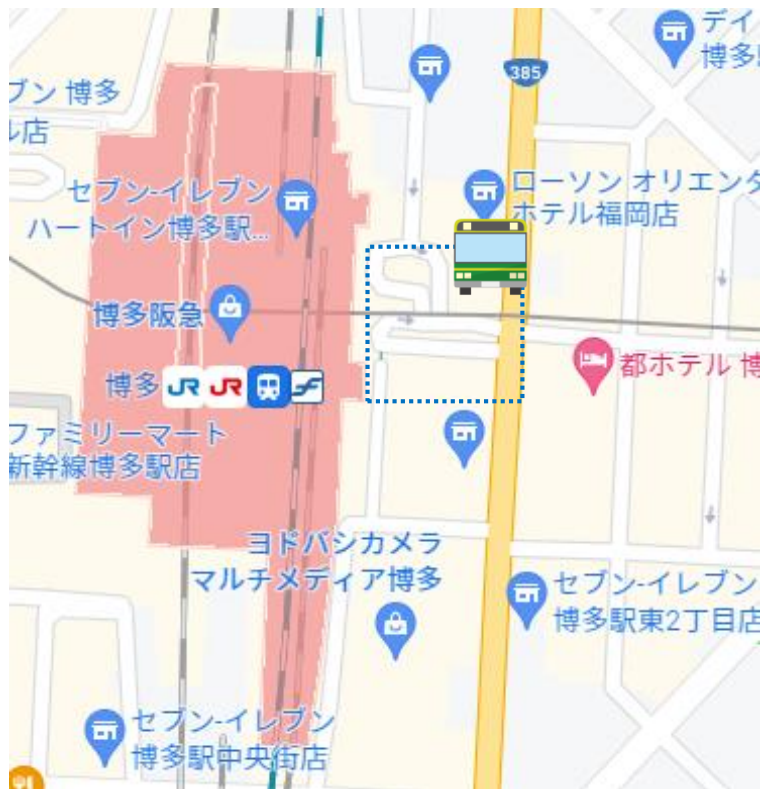 デイ
博多
385
ブン 博多
店
セブン-イレブン
ハートイン博多駅...
ローソン オリエンタ
ホテル福岡店
博多阪急
都ホテル 博
博多
JR
JR
ファミリーマート
新幹線博多駅店
ヨドバシカメラ
マルチメディア博多
セブン-イレブン
博多駅東2丁目店
セブン-イレブン
博多駅中央街店